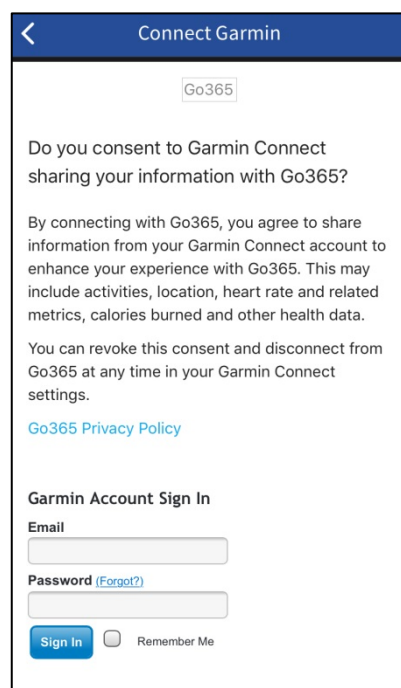 Connect Garmin
Go365
Do you consent to Garmin Connect
sharing your information with Go365?
By connecting with Go365, you agree to share
information from your Garmin Connect account to
enhance your experience with Go365. This may
include activities, location, heart rate and related
metrics, calories burned and other health data.
You can revoke this consent and disconnect from
Go365 at any time in your Garmin Connect
settings.
Go365 Privacy Policy
Garmin Account Sign In
Email
Password (Forgot?)
Sign In Remember Me